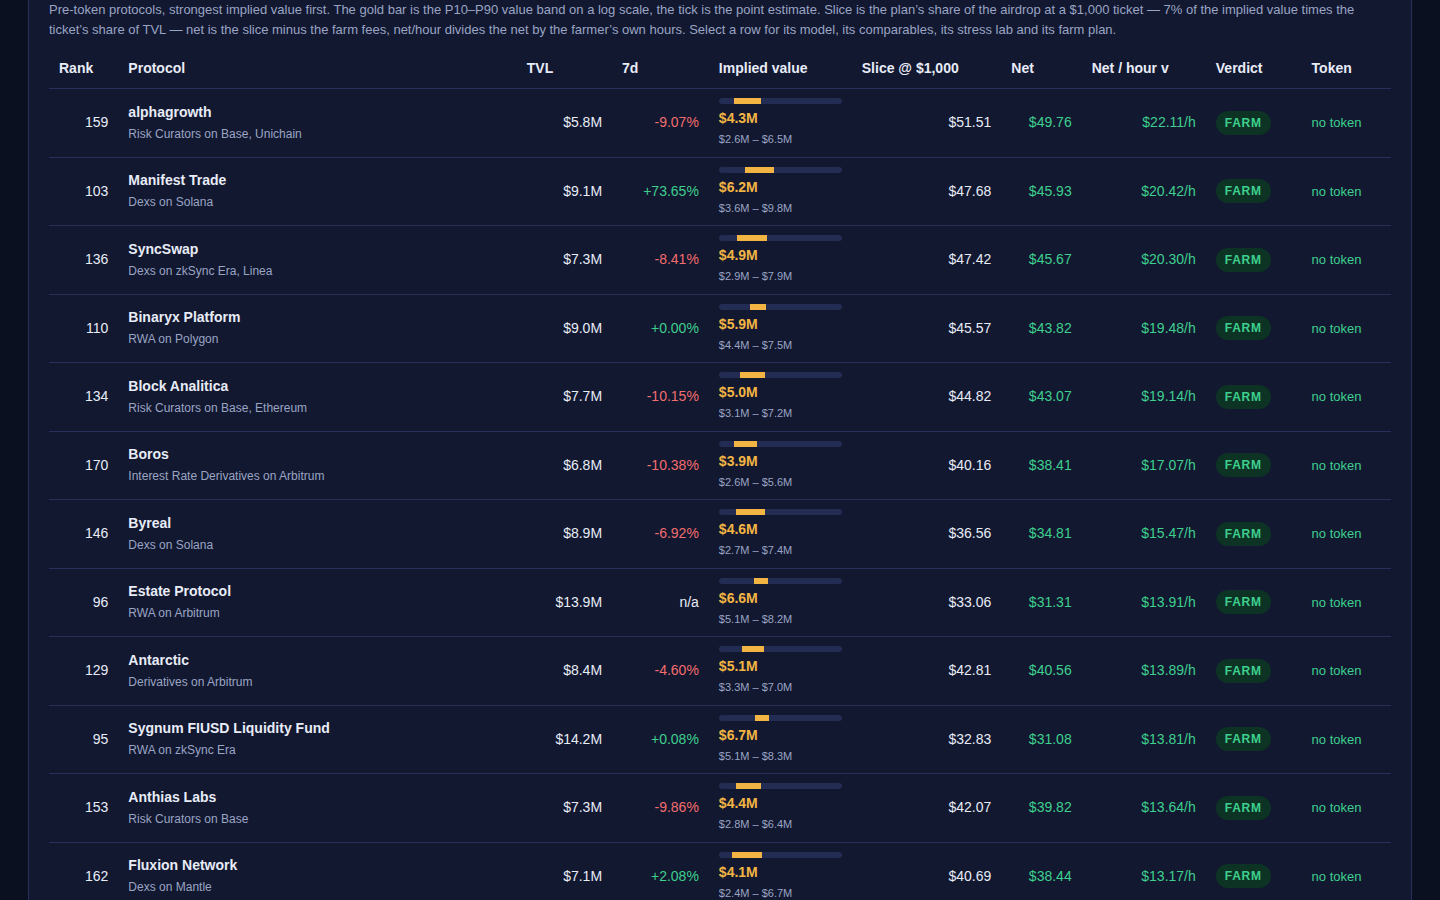 Pre-token protocols, strongest implied value first. The gold bar is the P10–P90 value band on a log scale, the tick is the point estimate. Slice is the plan's share of the airdrop at a $1,000 ticket — 7% of the implied value times the
ticket's share of TVL — net is the slice minus the farm fees, net/hour divides the net by the farmer's own hours. Select a row for its model, its comparables, its stress lab and its farm plan.
Rank Protocol TVL 7d Implied value Slice @ $1,000 Net Net / hour v Verdict Token
159 alphagrowth $5.8M -9.07% $4.3M $51.51 $49.76 $22.11/h FARM no token
Risk Curators on Base, Unichain $2.6M – $6.5M
103 Manifest Trade $9.1M +73.65% $6.2M $47.68 $45.93 $20.42/h FARM no token
Dexs on Solana $3.6M – $9.8M
136 SyncSwap $7.3M -8.41% $4.9M $47.42 $45.67 $20.30/h FARM no token
Dexs on zkSync Era, Linea $2.9M – $7.9M
110 Binaryx Platform $9.0M +0.00% $5.9M $45.57 $43.82 $19.48/h FARM no token
RWA on Polygon $4.4M – $7.5M
134 Block Analitica $7.7M -10.15% $5.0M $44.82 $43.07 $19.14/h FARM no token
Risk Curators on Base, Ethereum $3.1M – $7.2M
170 Boros $6.8M -10.38% $3.9M $40.16 $38.41 $17.07/h FARM no token
Interest Rate Derivatives on Arbitrum $2.6M – $5.6M
146 Byreal $8.9M -6.92% $4.6M $36.56 $34.81 $15.47/h FARM no token
Dexs on Solana $2.7M – $7.4M
96 Estate Protocol $13.9M n/a $6.6M $33.06 $31.31 $13.91/h FARM no token
RWA on Arbitrum $5.1M – $8.2M
129 Antarctic $8.4M -4.60% $5.1M $42.81 $40.56 $13.89/h FARM no token
Derivatives on Arbitrum $3.3M – $7.0M
95 Sygnum FIUSD Liquidity Fund $14.2M +0.08% $6.7M $32.83 $31.08 $13.81/h FARM no token
RWA on zkSync Era $5.1M – $8.3M
153 Anthias Labs $7.3M -9.86% $4.4M $42.07 $39.82 $13.64/h FARM no token
Risk Curators on Base $2.8M – $6.4M
162 Fluxion Network $7.1M +2.08% $4.1M $40.69 $38.44 $13.17/h FARM no token
Dexs on Mantle $2.4M – $6.7M